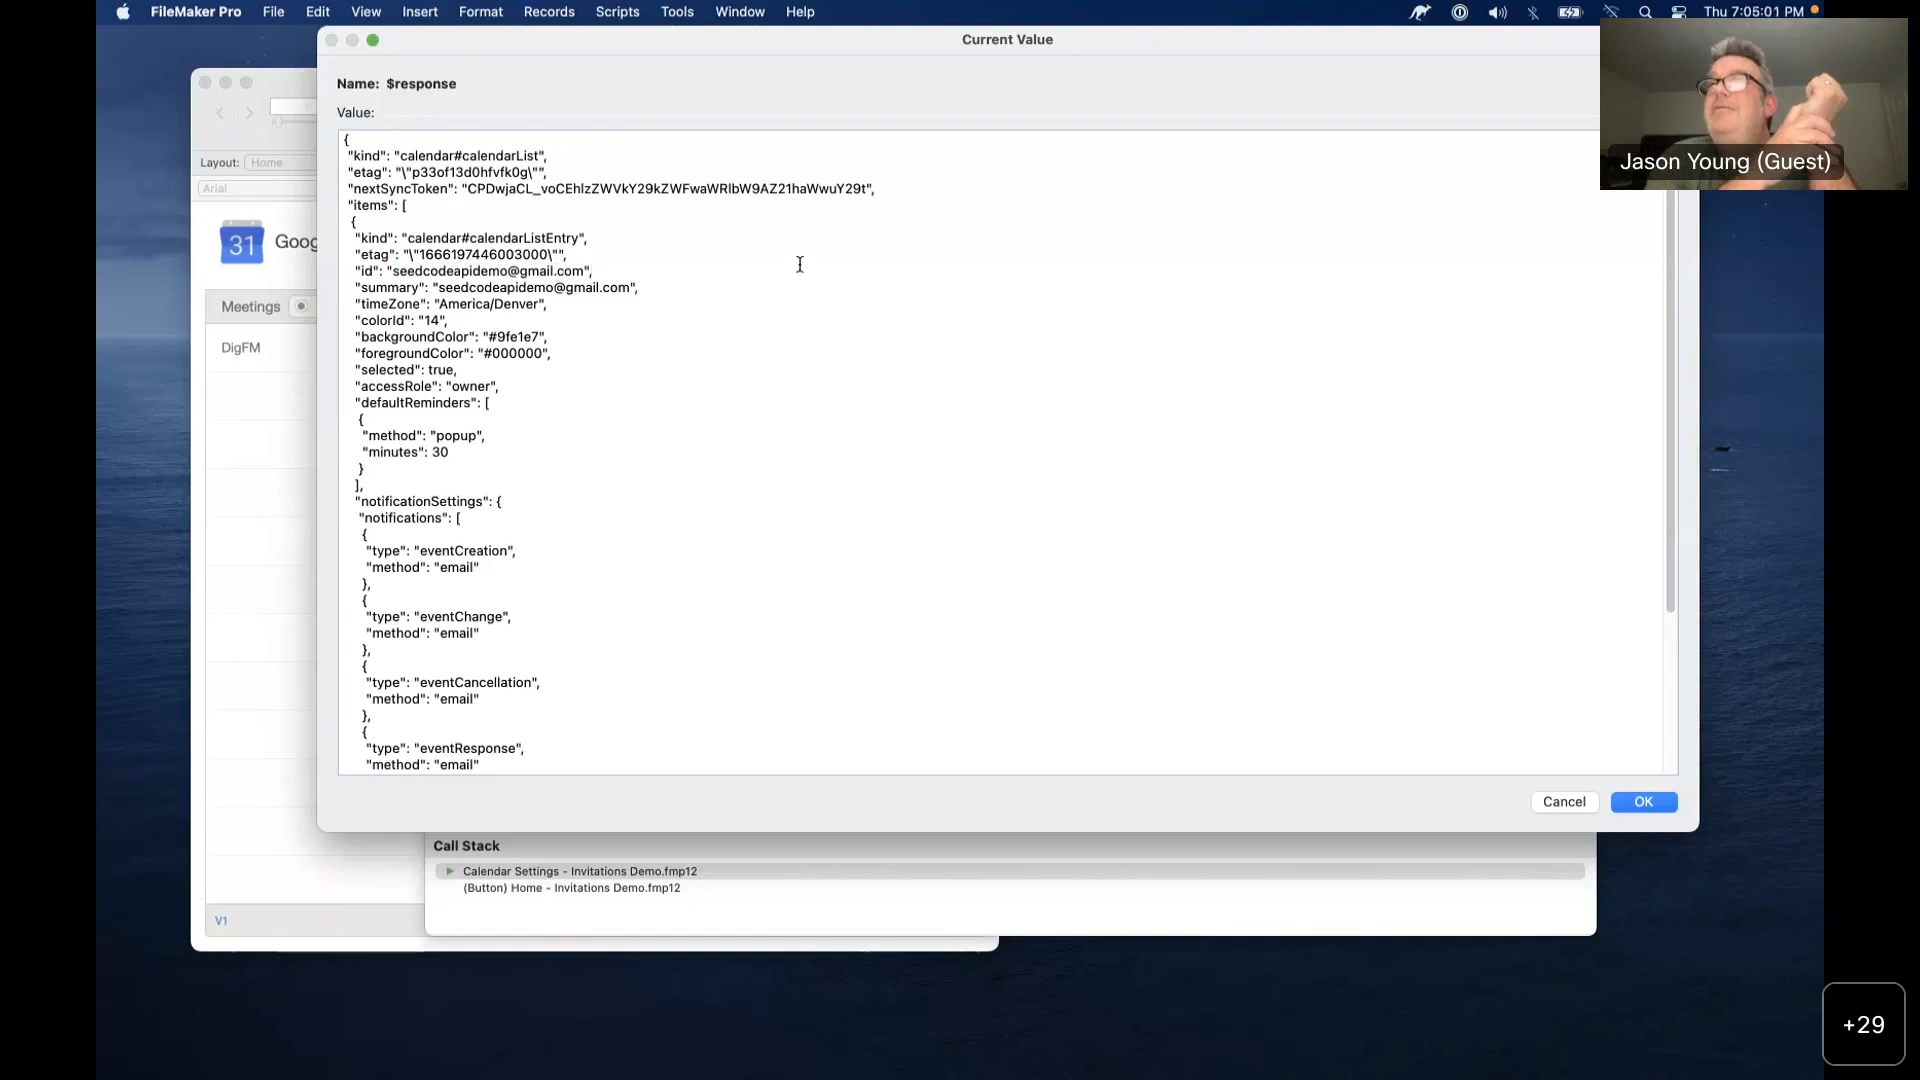 FileMaker Pro File Edit View Insert Format Records Scripts Tools Window Help Thu 7:05:01 PM
Current Value
Name: $response
Value:
{
"kind": "calendar#calendarList",
"etag": "\"p33of13d0hfvfk0g\"",
"nextSyncToken": "CPDwjaCL_voCEhlzZWVkY29kZWFwaWRlbW9AZ21haWwuY29t",
"items": [
{
"kind": "calendar#calendarListEntry",
"etag": "\"1666197446003000\"",
"id": "seedcodeapidemo@gmail.com",
"summary": "seedcodeapidemo@gmail.com",
"timeZone": "America/Denver",
"colorId": "14",
"backgroundColor": "#9fe1e7",
"foregroundColor": "#000000",
"selected": true,
"accessRole": "owner",
"defaultReminders": [
{
"method": "popup",
"minutes": 30
}
],
"notificationSettings": {
"notifications": [
{
"type": "eventCreation",
"method": "email"
},
{
"type": "eventChange",
"method": "email"
},
{
"type": "eventCancellation",
"method": "email"
},
{
"type": "eventResponse",
"method": "email"
Cancel OK
Layout: Home
Arial
31 Goog
Meetings
DigFM
V1
Call Stack
Calendar Settings - Invitations Demo.fmp12
(Button) Home - Invitations Demo.fmp12
Jason Young (Guest)
+29